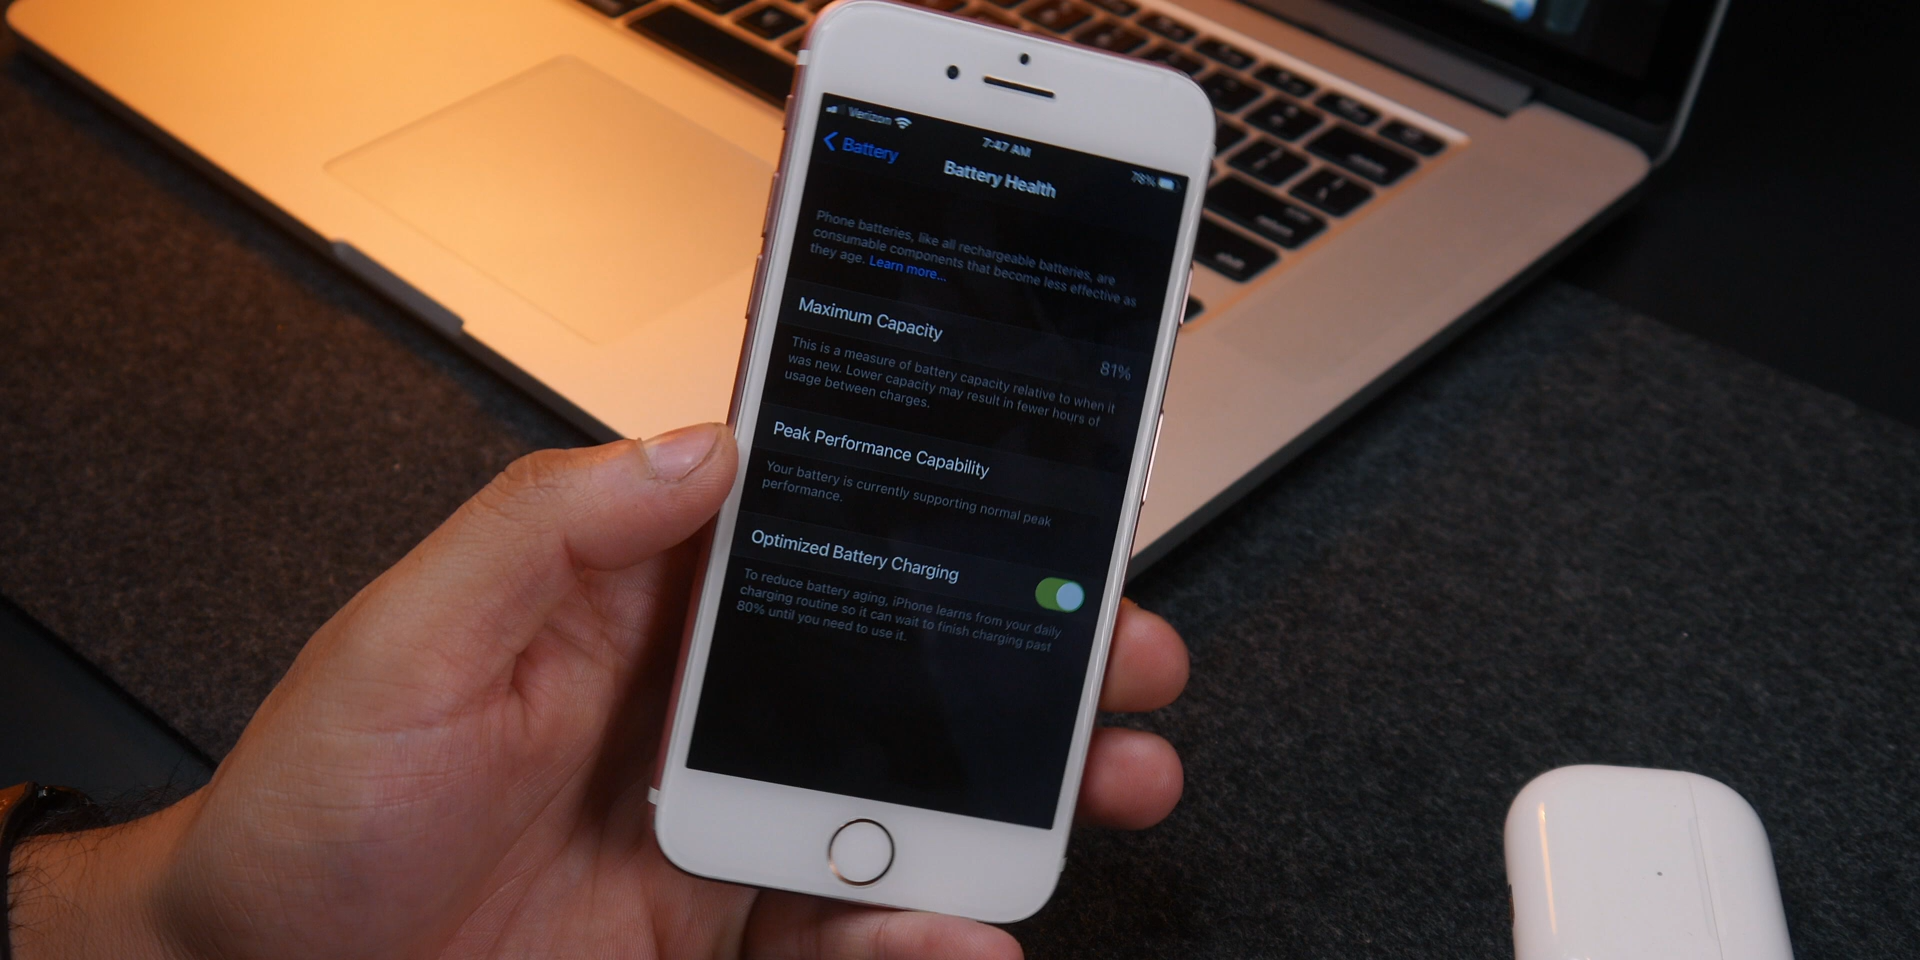 Verizon
7:47 AM
78%
Battery
Battery Health
Phone batteries, like all rechargeable batteries, are
consumable components that become less effective as
they age. Learn more...
Maximum Capacity
81%
This is a measure of battery capacity relative to when it
was new. Lower capacity may result in fewer hours of
usage between charges.
Peak Performance Capability
Your battery is currently supporting normal peak
performance.
Optimized Battery Charging
To reduce battery aging, iPhone learns from your daily
charging routine so it can wait to finish charging past
80% until you need to use it.